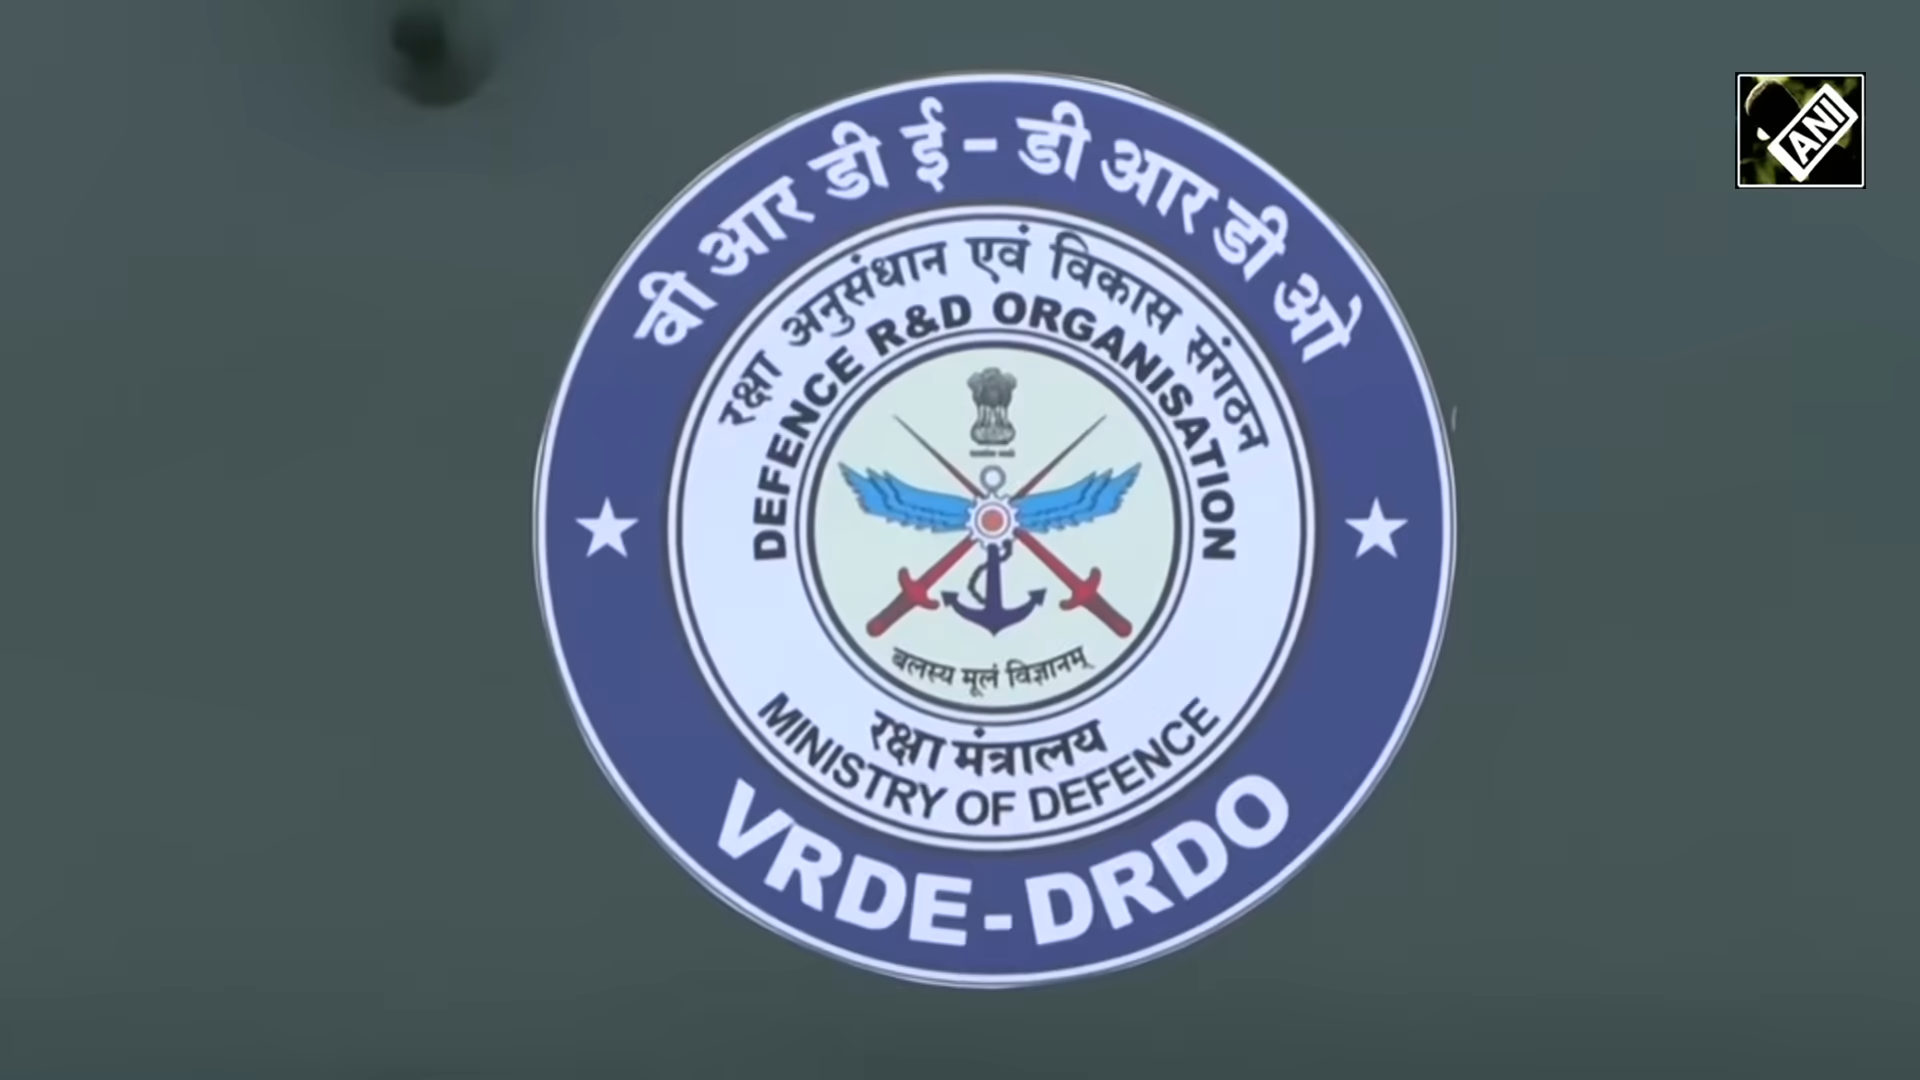 वी आर डी ई - डी आर डी ओ
रक्षा अनुसंधान एवं विकास संगठन
DEFENCE R&D ORGANISATION
बलस्य मूलं विज्ञानम्
रक्षा मंत्रालय
MINISTRY OF DEFENCE
VRDE - DRDO
ANI